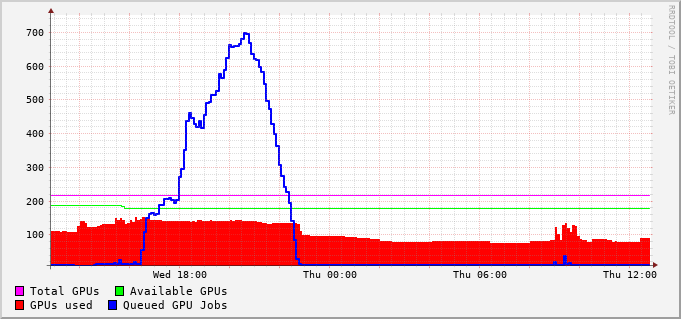 700
600
500
400
300
200
100
Wed 18:00 Thu 00:00 Thu 06:00 Thu 12:00
Total GPUs Available GPUs
GPUs used Queued GPU Jobs
RRDTOOL / TOBI OETIKER